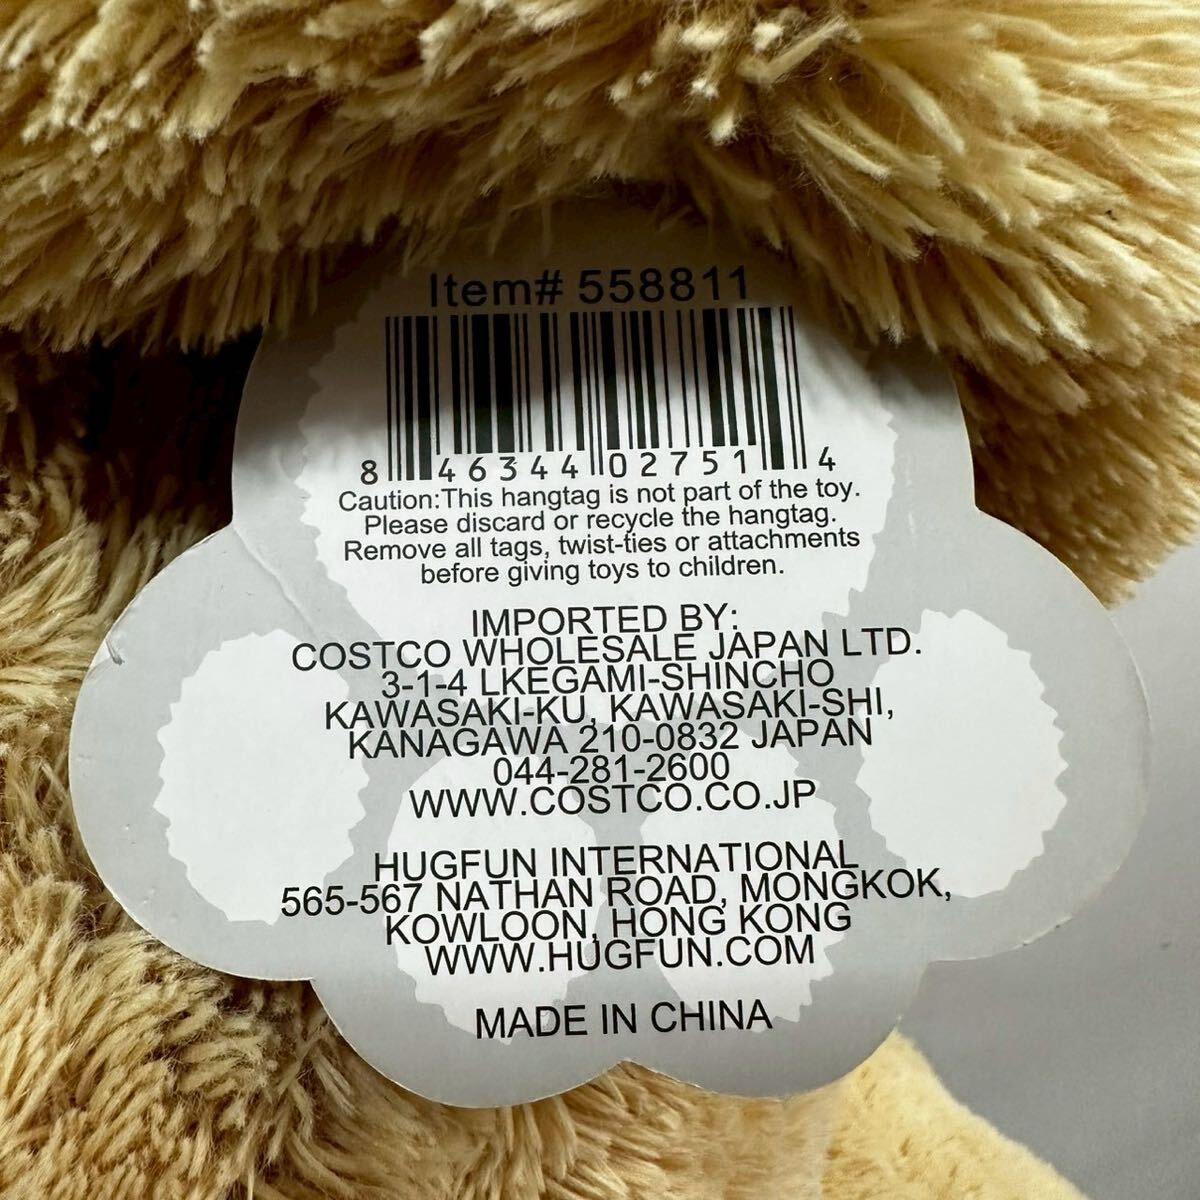 Item# 558811
8 46344 02751 4
Caution:This hangtag is not part of the toy.
Please discard or recycle the hangtag.
Remove all tags, twist-ties or attachments
before giving toys to children.
IMPORTED BY:
COSTCO WHOLESALE JAPAN LTD.
3-1-4 LKEGAMI-SHINCHO
KAWASAKI-KU, KAWASAKI-SHI,
KANAGAWA 210-0832 JAPAN
044-281-2600
WWW.COSTCO.CO.JP
HUGFUN INTERNATIONAL
565-567 NATHAN ROAD, MONGKOK,
KOWLOON, HONG KONG
WWW.HUGFUN.COM
MADE IN CHINA